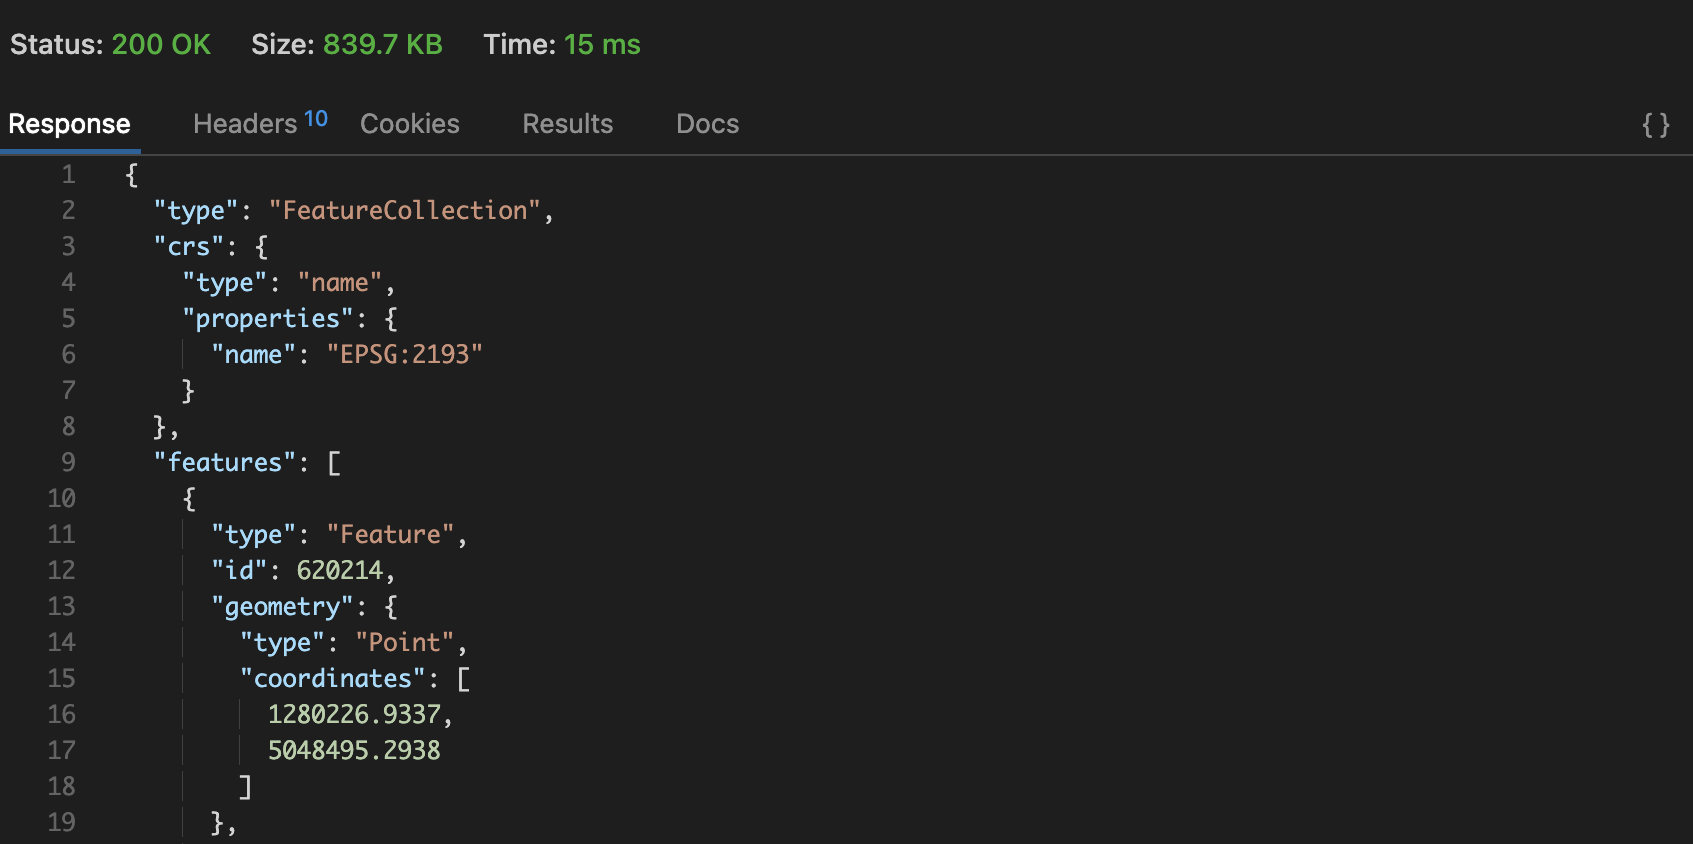 Status: 200 OK Size: 839.7 KB Time: 15 ms
Response Headers 10 Cookies Results Docs { }
1 {
2 "type": "FeatureCollection",
3 "crs": {
4 "type": "name",
5 "properties": {
6 "name": "EPSG:2193"
7 }
8 },
9 "features": [
10 {
11 "type": "Feature",
12 "id": 620214,
13 "geometry": {
14 "type": "Point",
15 "coordinates": [
16 1280226.9337,
17 5048495.2938
18 ]
19 },